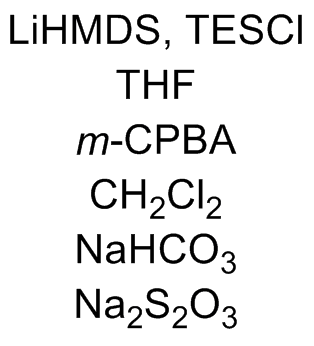 LiHMDS, TESCl
THF
m-CPBA
CH₂Cl₂
NaHCO₃
Na₂S₂O₃